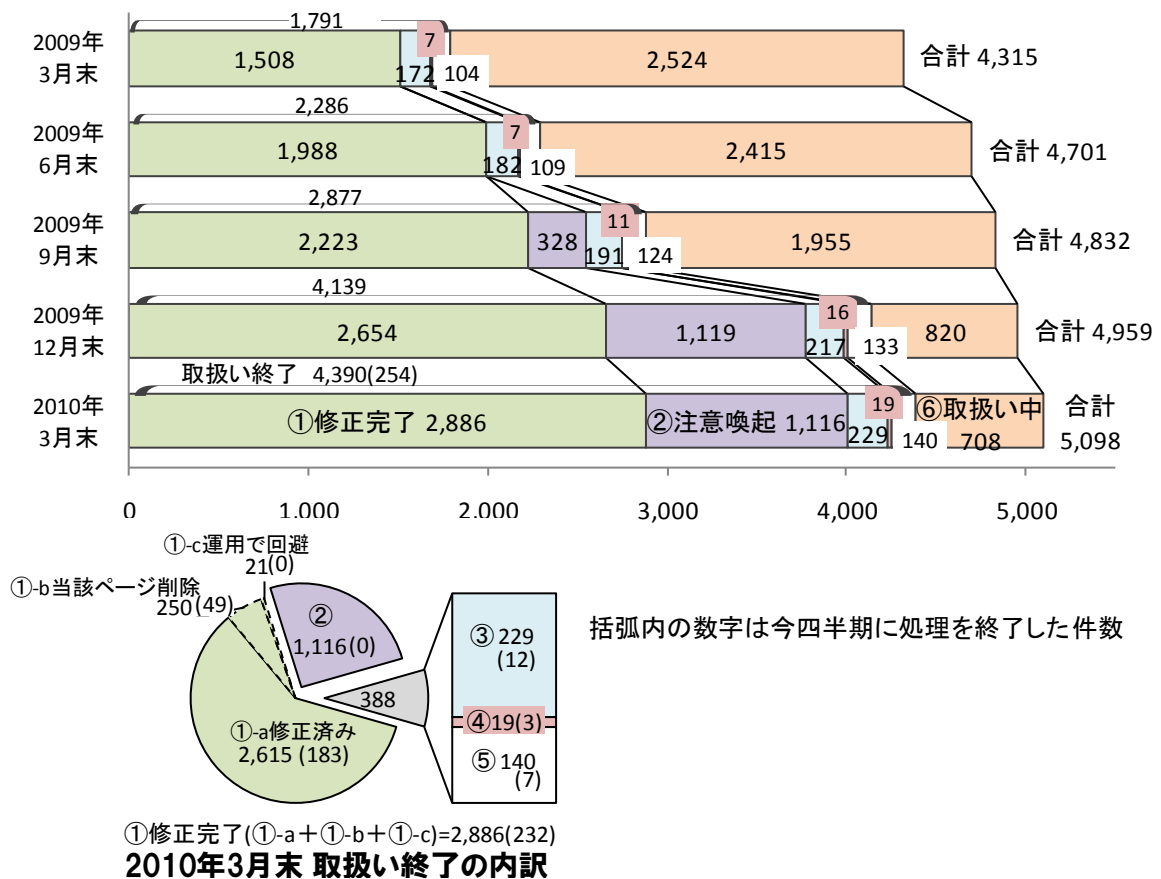 1,791
2009年
3月末
1,508
172
7
104
2,524
合計 4,315
2,286
2009年
6月末
1,988
182
7
109
2,415
合計 4,701
2,877
2009年
9月末
2,223
328
191
11
124
1,955
合計 4,832
4,139
2009年
12月末
2,654
1,119
217
16
133
820
合計 4,959
取扱い終了 4,390(254)
2010年
3月末
①修正完了 2,886
②注意喚起 1,116
229
19
140
⑥取扱い中
708
合計
5,098
0 1,000 2,000 3,000 4,000 5,000
①-c運用で回避
21(0)
①-b当該ページ削除
250(49)
②
1,116(0)
388
①-a修正済み
2,615 (183)
③229
(12)
④19(3)
⑤140
(7)
括弧内の数字は今四半期に処理を終了した件数
①修正完了(①-a＋①-b＋①-c)=2,886(232)
2010年3月末 取扱い終了の内訳